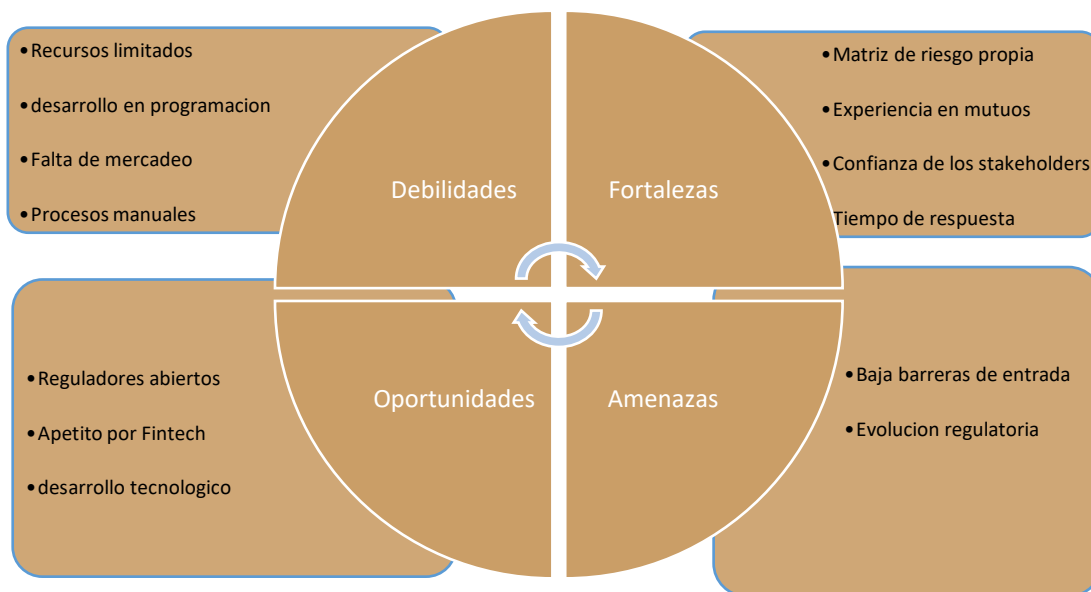 •Recursos limitados
•desarrollo en programacion
•Falta de mercadeo
•Procesos manuales
Debilidades
Fortalezas
•Matriz de riesgo propia
•Experiencia en mutuos
•Confianza de los stakeholders
•Tiempo de respuesta
•Reguladores abiertos
•Apetito por Fintech
•desarrollo tecnologico
Oportunidades
Amenazas
•Baja barreras de entrada
•Evolucion regulatoria